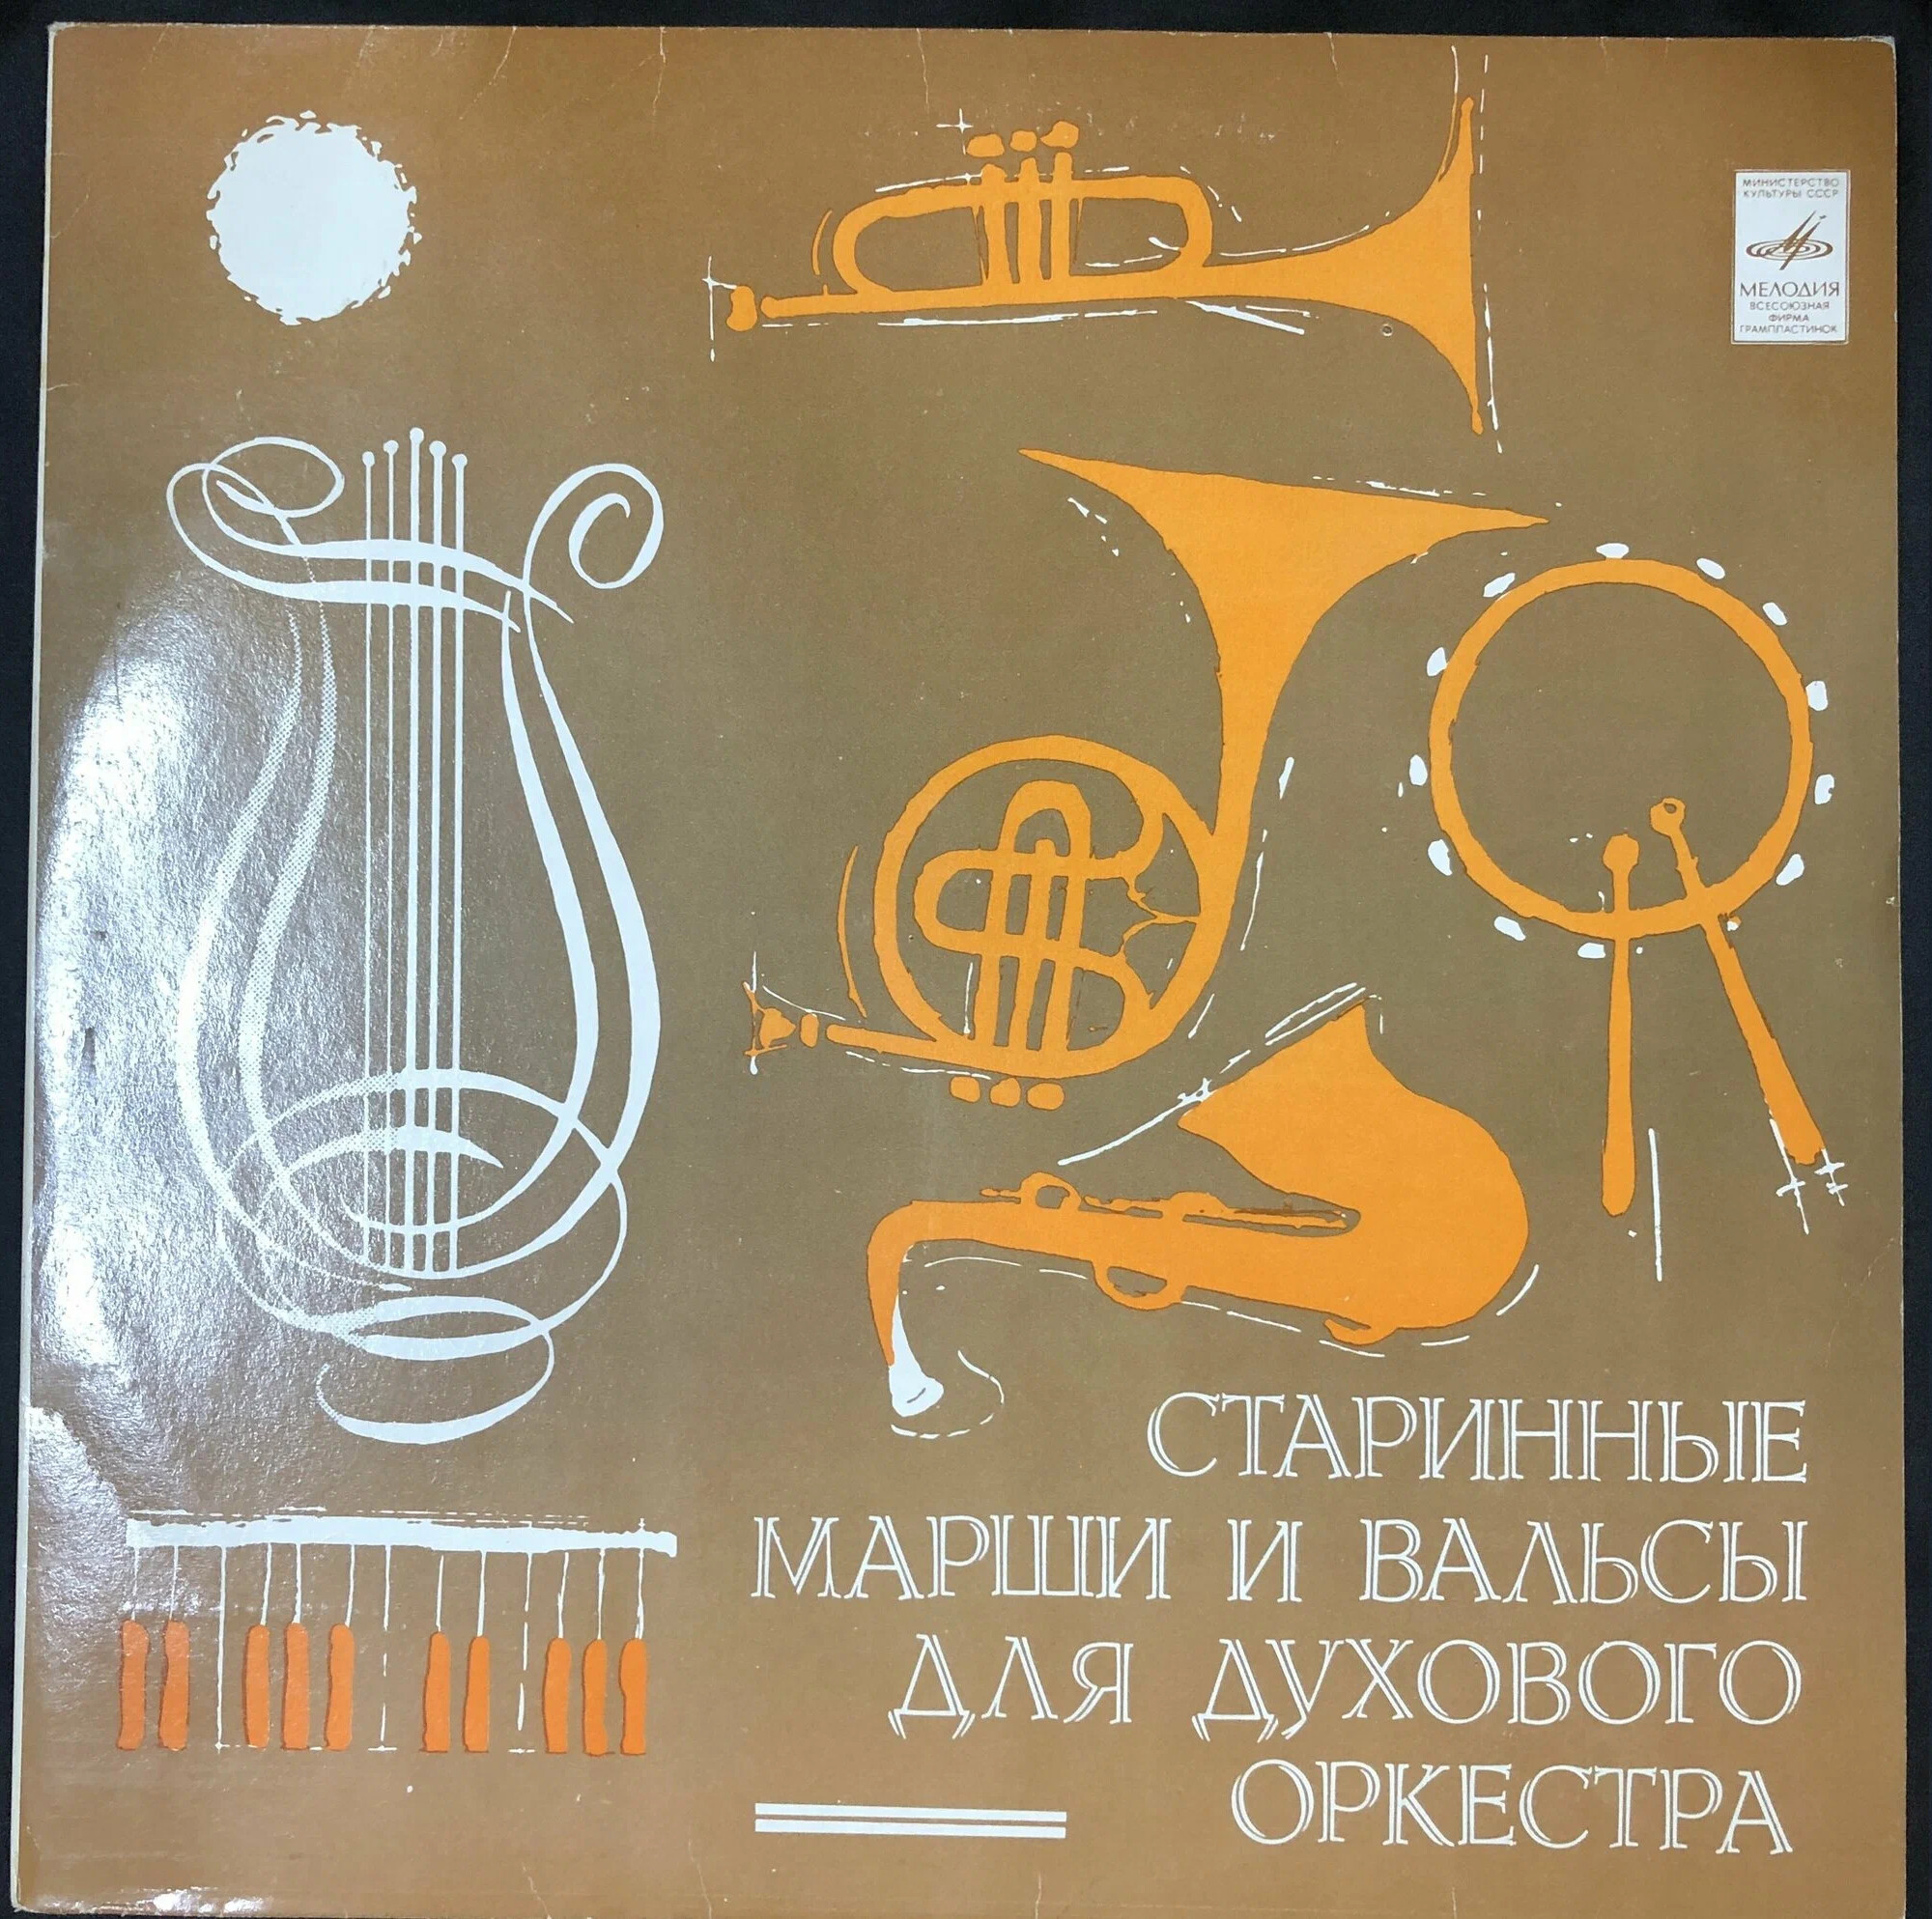 МИНИСТЕРСТВО
КУЛЬТУРЫ СССР
МЕЛОДИЯ
ВСЕСОЮЗНАЯ
ФИРМА
ГРАМПЛАСТИНОК
СТАРИННЫЕ
МАРШИ И ВАЛЬСЫ
ДЛЯ ДУХОВОГО
ОРКЕСТРА